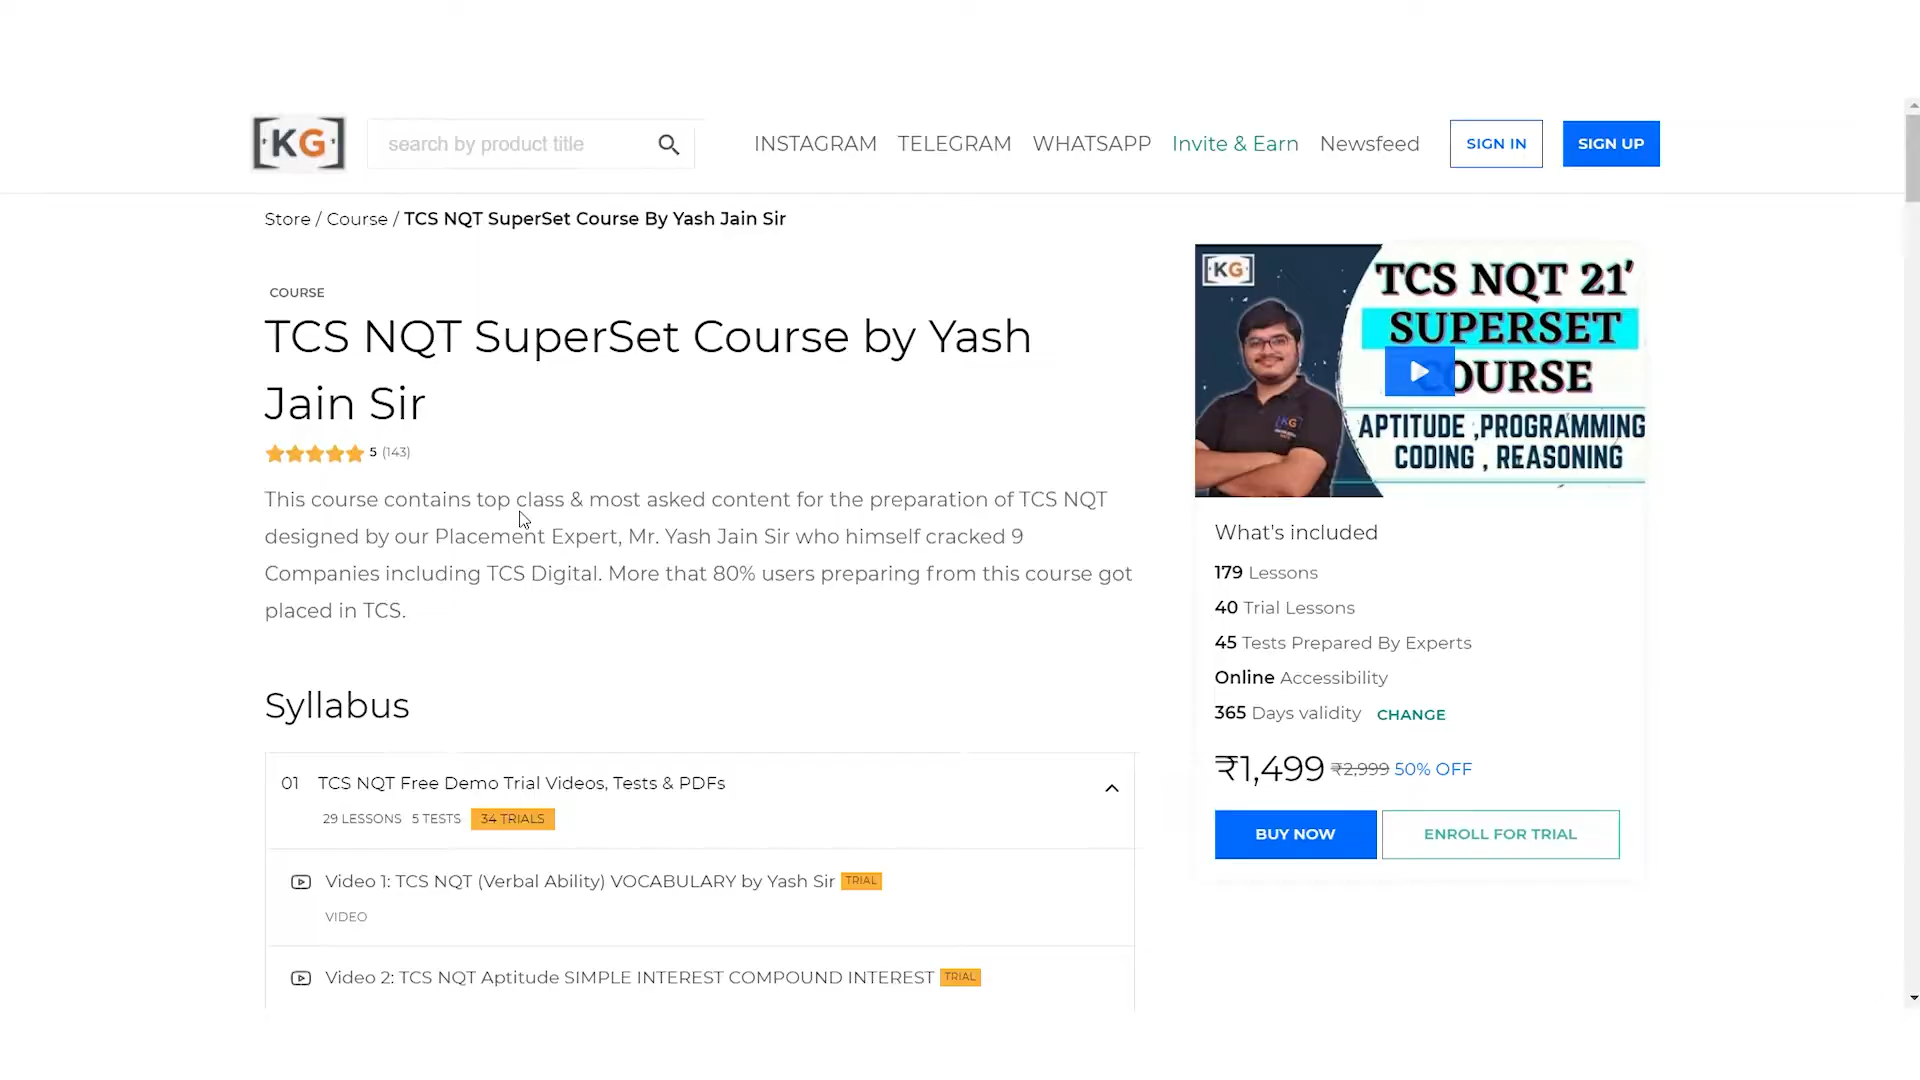 KG
search by product title
INSTAGRAM TELEGRAM WHATSAPP Invite & Earn Newsfeed SIGN IN SIGN UP
Store / Course / TCS NQT SuperSet Course By Yash Jain Sir
COURSE
TCS NQT SuperSet Course by Yash
Jain Sir
5 (143)
This course contains top class & most asked content for the preparation of TCS NQT
designed by our Placement Expert, Mr. Yash Jain Sir who himself cracked 9
Companies including TCS Digital. More that 80% users preparing from this course got
placed in TCS.
Syllabus
01 TCS NQT Free Demo Trial Videos, Tests & PDFs
29 LESSONS 5 TESTS 34 TRIALS
Video 1: TCS NQT (Verbal Ability) VOCABULARY by Yash Sir TRIAL
VIDEO
Video 2: TCS NQT Aptitude SIMPLE INTEREST COMPOUND INTEREST TRIAL
KG
TCS NQT 21'
SUPERSET
COURSE
APTITUDE ,PROGRAMMING
CODING , REASONING
KG
What's included
179 Lessons
40 Trial Lessons
45 Tests Prepared By Experts
Online Accessibility
365 Days validity CHANGE
₹1,499 ₹2,999 50% OFF
BUY NOW ENROLL FOR TRIAL